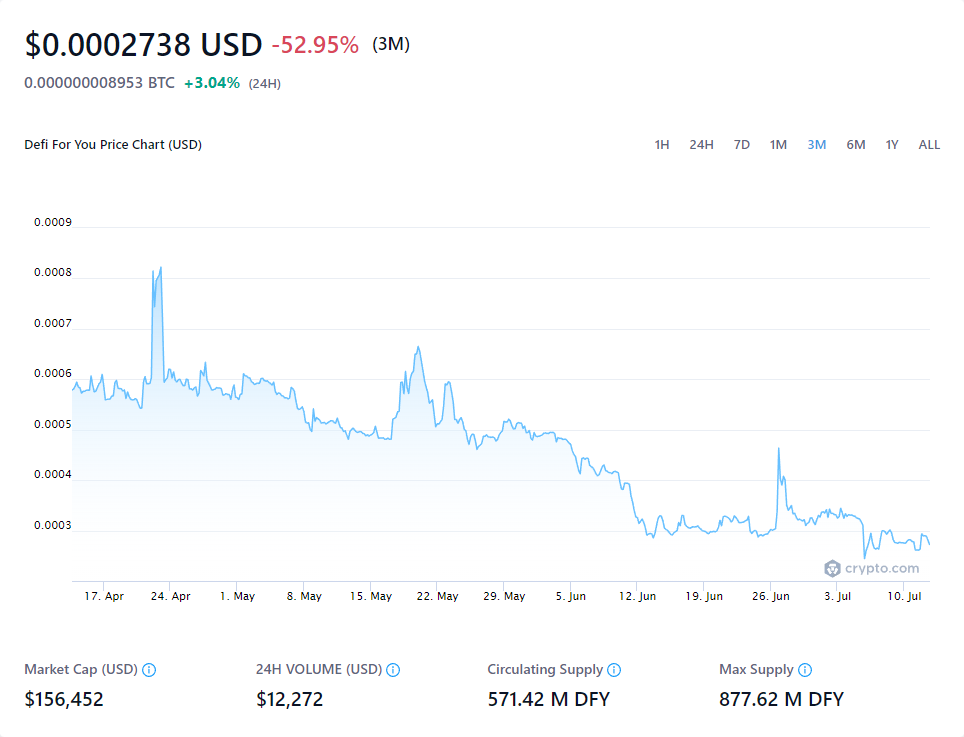 $0.0002738 USD -52.95% (3M)
0.000000008953 BTC +3.04% (24H)
Defi For You Price Chart (USD) 1H 24H 7D 1M 3M 6M 1Y ALL
0.0009
0.0008
0.0007
0.0006
0.0005
0.0004
0.0003
crypto.com
17. Apr 24. Apr 1. May 8. May 15. May 22. May 29. May 5. Jun 12. Jun 19. Jun 26. Jun 3. Jul 10. Jul
Market Cap (USD) 24H VOLUME (USD) Circulating Supply Max Supply
$156,452 $12,272 571.42 M DFY 877.62 M DFY